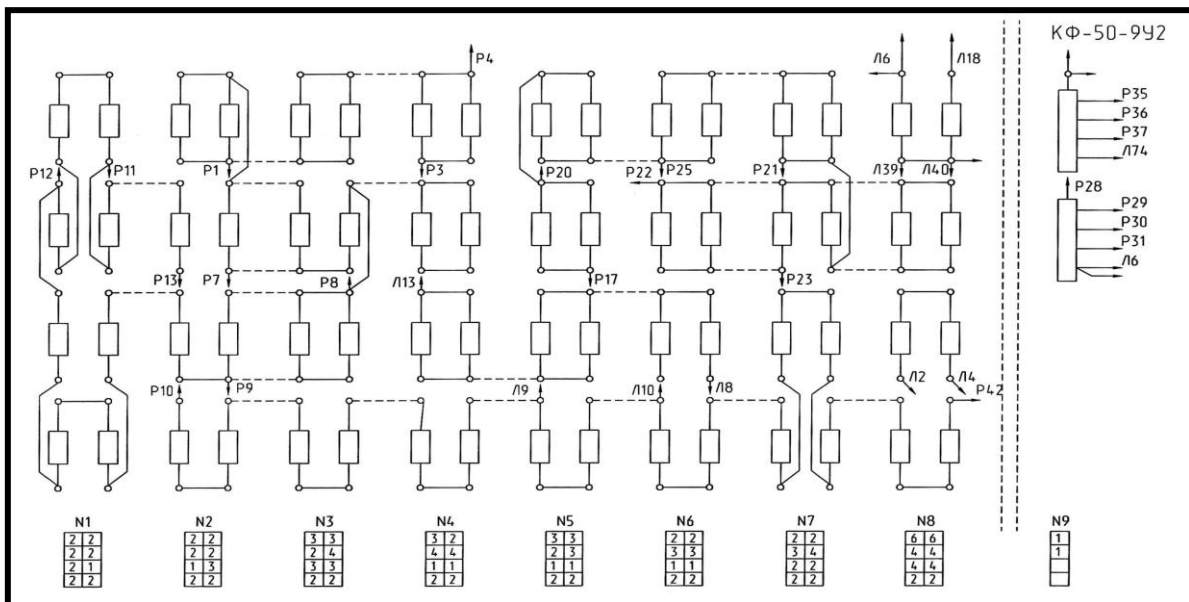 КФ-50-9У2
Р4 Л6 Л18
Р35
Р36
Р37
Л74
Р12 Р11 Р1 Р3 Р20 Р22 Р25 Р21 Л39 Л40
Р28
Р29
Р30
Р31
Л6
Р13 Р7 Р8 Л13 Р17 Р23
Р10 Р9 Л9 Л10 Л8 Л2 Л4 Р42
N1 N2 N3 N4 N5 N6 N7 N8 N9
2 2 2 2 3 3 3 2 3 3 2 2 2 2 6 6 1
2 2 2 2 2 4 4 4 2 3 3 3 3 4 4 4 1
2 1 1 3 3 3 1 1 1 1 1 1 2 2 4 4
2 2 2 2 2 2 2 2 2 2 2 2 2 2 2 2